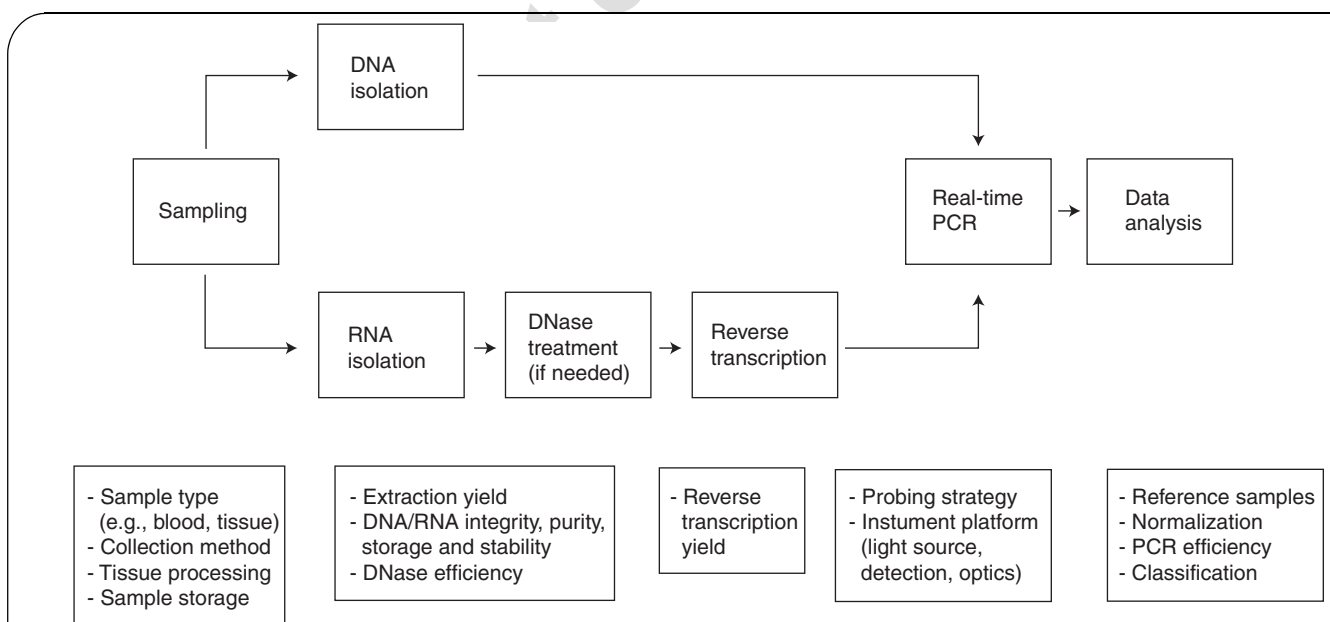 DNA
isolation
Sampling
Real-time
PCR
Data
analysis
RNA
isolation
DNase
treatment
(if needed)
Reverse
transcription
- Sample type
(e.g., blood, tissue)
- Collection method
- Tissue processing
- Sample storage
- Extraction yield
- DNA/RNA integrity, purity,
storage and stability
- DNase efficiency
- Reverse
transcription
yield
- Probing strategy
- Instument platform
(light source,
detection, optics)
- Reference samples
- Normalization
- PCR efficiency
- Classification